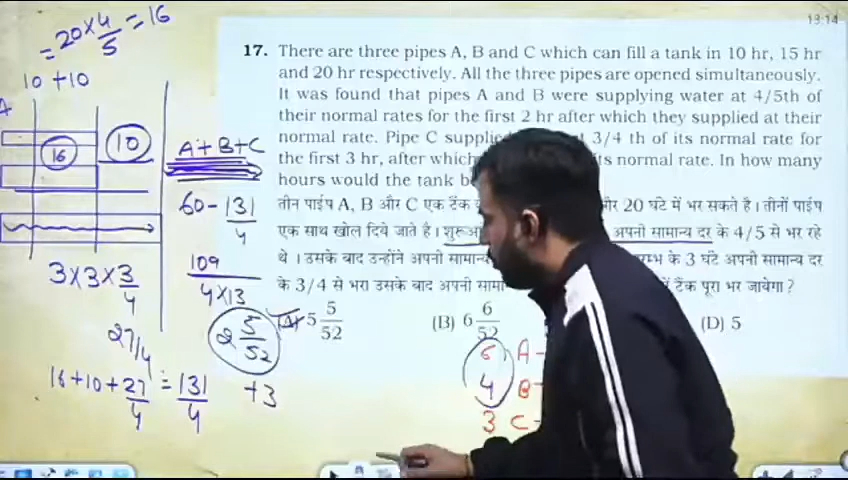 13:14
= 20 × 4/5 = 16
10 + 10
A
16
10
A + B + C
60 - 131/4
109
4 × 13
2 5/52
3 × 3 × 3/4
27/4
16 + 10 + 27/4 = 131/4
+3
17. There are three pipes A, B and C which can fill a tank in 10 hr, 15 hr
and 20 hr respectively. All the three pipes are opened simultaneously.
It was found that pipes A and B were supplying water at 4/5th of
their normal rates for the first 2 hr after which they supplied at their
normal rate. Pipe C supplie 3/4 th of its normal rate for
the first 3 hr, after which its normal rate. In how many
hours would the tank b
तीन पाईप A, B और C एक टैंक और 20 घंटे में भर सकते है। तीनों पाईप
एक साथ खोल दिये जाते है। शुरूआ अपनी सामान्य दर के 4/5 से भर रहे
थे। उसके बाद उन्होंने अपनी सामान्य रम्भ के 3 घंटे अपनी सामान्य दर
के 3/4 से भरा उसके बाद अपनी सामा टैंक पूरा भर जावेगा?
(A) 5 5/52 (B) 6 6/52 (D) 5
6 A-
4 B-
3 C-